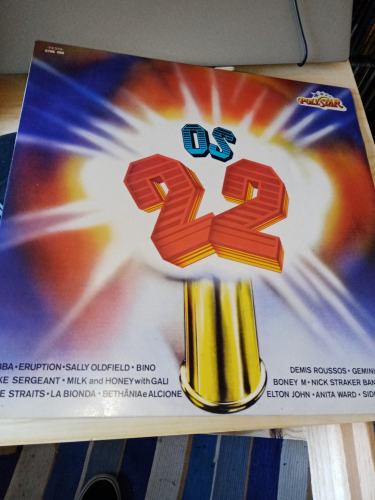 POLYSTAR
OS
22
BBA•ERUPTION•SALLY OLDFIELD•BINO
KE SERGEANT•MILK and HONEY with GALI
E STRAITS•LA BIONDA•BETHÂNIA e ALCIONE
DEMIS ROUSSOS•GEMINI
BONEY M•NICK STRAKER BAN
ELTON JOHN•ANITA WARD•SID